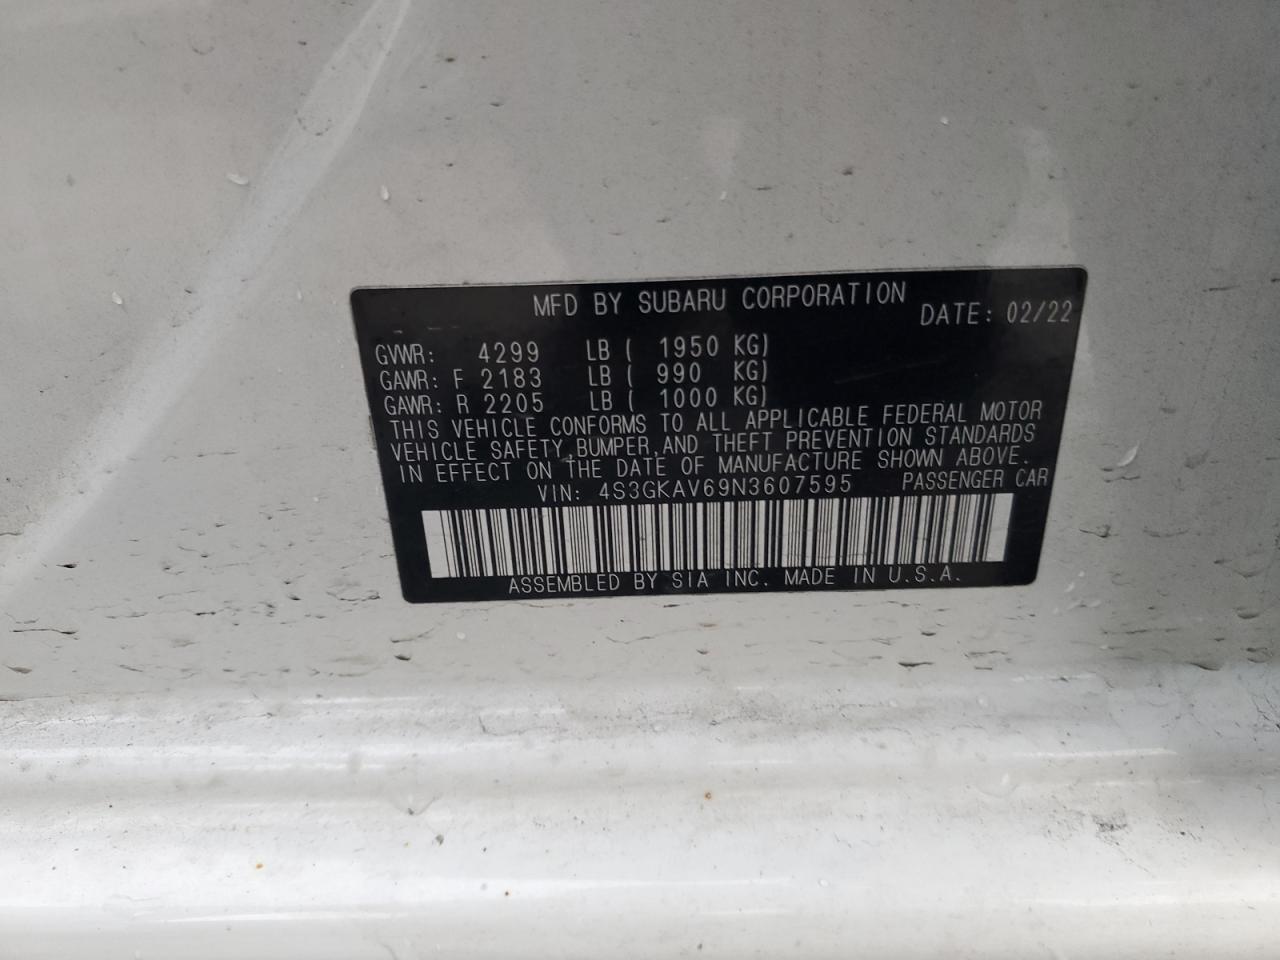 MFD BY SUBARU CORPORATION DATE: 02/22
GVWR: 4299 LB ( 1950 KG)
GAWR: F 2183 LB ( 990 KG)
GAWR: R 2205 LB ( 1000 KG)
THIS VEHICLE CONFORMS TO ALL APPLICABLE FEDERAL MOTOR
VEHICLE SAFETY,BUMPER,AND THEFT PREVENTION STANDARDS
IN EFFECT ON THE DATE OF MANUFACTURE SHOWN ABOVE.
VIN: 4S3GKAV69N3607595 PASSENGER CAR
ASSEMBLED BY SIA INC. MADE IN U.S.A.